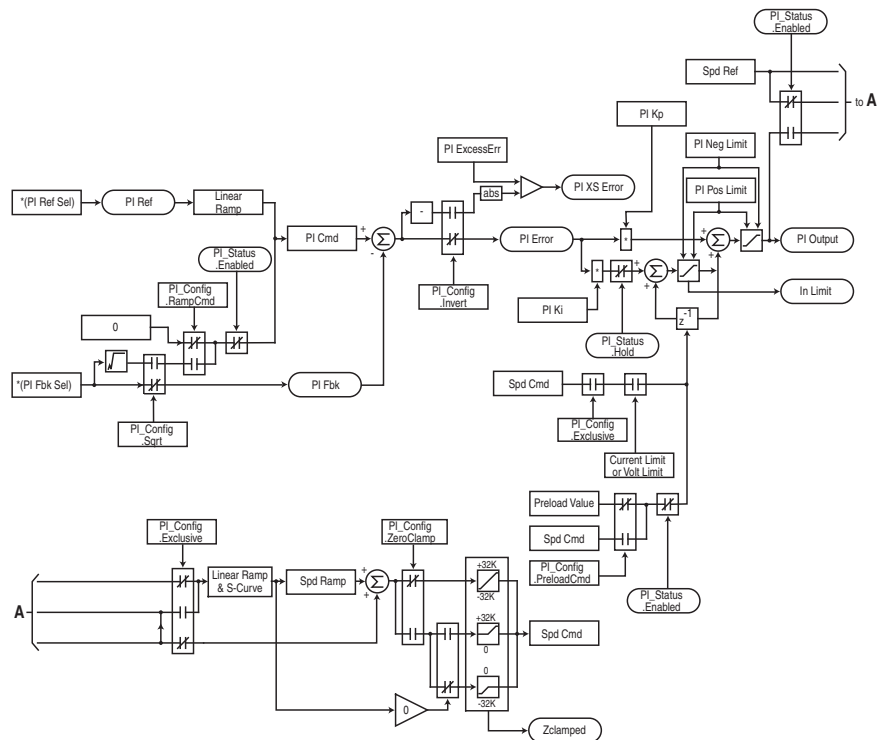 PI_Status
.Enabled
Spd Ref
to A
PI Kp
PI ExcessErr
PI Neg Limit
abs
PI XS Error
PI Pos Limit
*(PI Ref Sel)
PI Ref
Linear
Ramp
-
PI Cmd
+
Σ
-
PI Error
*
+
Σ
+
PI Output
PI_Status
.Enabled
*
+
Σ
+
PI_Config
.RampCmd
PI_Config
.Invert
In Limit
PI Ki
z-1
0
PI_Status
.Hold
*(PI Fbk Sel)
PI Fbk
Spd Cmd
PI_Config
.Sqrt
PI_Config
.Exclusive
Current Limit
or Volt Limit
Preload Value
PI_Config
.Exclusive
PI_Config
.ZeroClamp
Spd Cmd
+32K
-32K
PI_Config
.PreloadCmd
Linear Ramp
& S-Curve
Spd Ramp
+
Σ
+
PI_Status
.Enabled
A
+32K
0
Spd Cmd
0
-32K
0
Zclamped